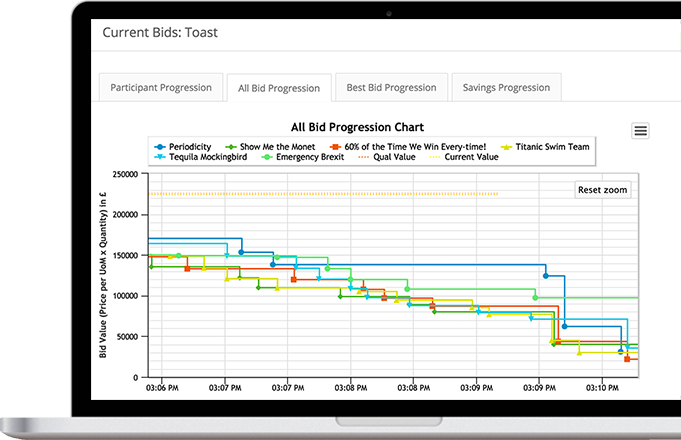 Current Bids: Toast
Participant Progression All Bid Progression Best Bid Progression Savings Progression
All Bid Progression Chart
Periodicity Show Me the Monet 60% of the Time We Win Every-time! Titanic Swim Team
Tequila Mockingbird Emergency Brexit Qual Value Current Value
Reset zoom
Bid Value (Price per UoM x Quantity) in £
250000
200000
150000
100000
50000
0
03:06 PM 03:07 PM 03:07 PM 03:08 PM 03:08 PM 03:09 PM 03:09 PM 03:10 PM